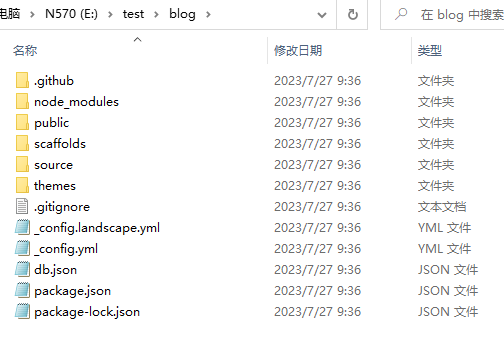 电脑 > N570 (E:) > test > blog >
在 blog 中搜索
名称 修改日期 类型
.github 2023/7/27 9:36 文件夹
node_modules 2023/7/27 9:36 文件夹
public 2023/7/27 9:36 文件夹
scaffolds 2023/7/27 9:36 文件夹
source 2023/7/27 9:36 文件夹
themes 2023/7/27 9:36 文件夹
.gitignore 2023/7/27 9:36 文本文档
_config.landscape.yml 2023/7/27 9:36 YML 文件
_config.yml 2023/7/27 9:36 YML 文件
db.json 2023/7/27 9:36 JSON 文件
package.json 2023/7/27 9:36 JSON 文件
package-lock.json 2023/7/27 9:36 JSON 文件